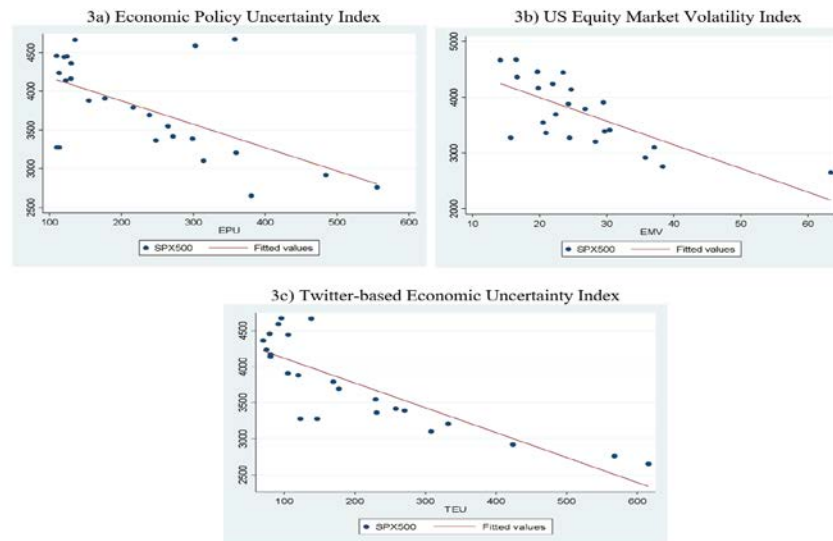 3a) Economic Policy Uncertainty Index
4500
4000
3500
3000
2500
100
200
300
400
500
600
EPU
SPX500
Fitted values
3b) US Equity Market Volatility Index
5000
4000
3000
2000
10
20
30
40
50
60
EMV
SPX500
Fitted values
3c) Twitter-based Economic Uncertainty Index
4500
4000
3500
3000
2500
100
200
300
400
500
600
TEU
SPX500
Fitted values